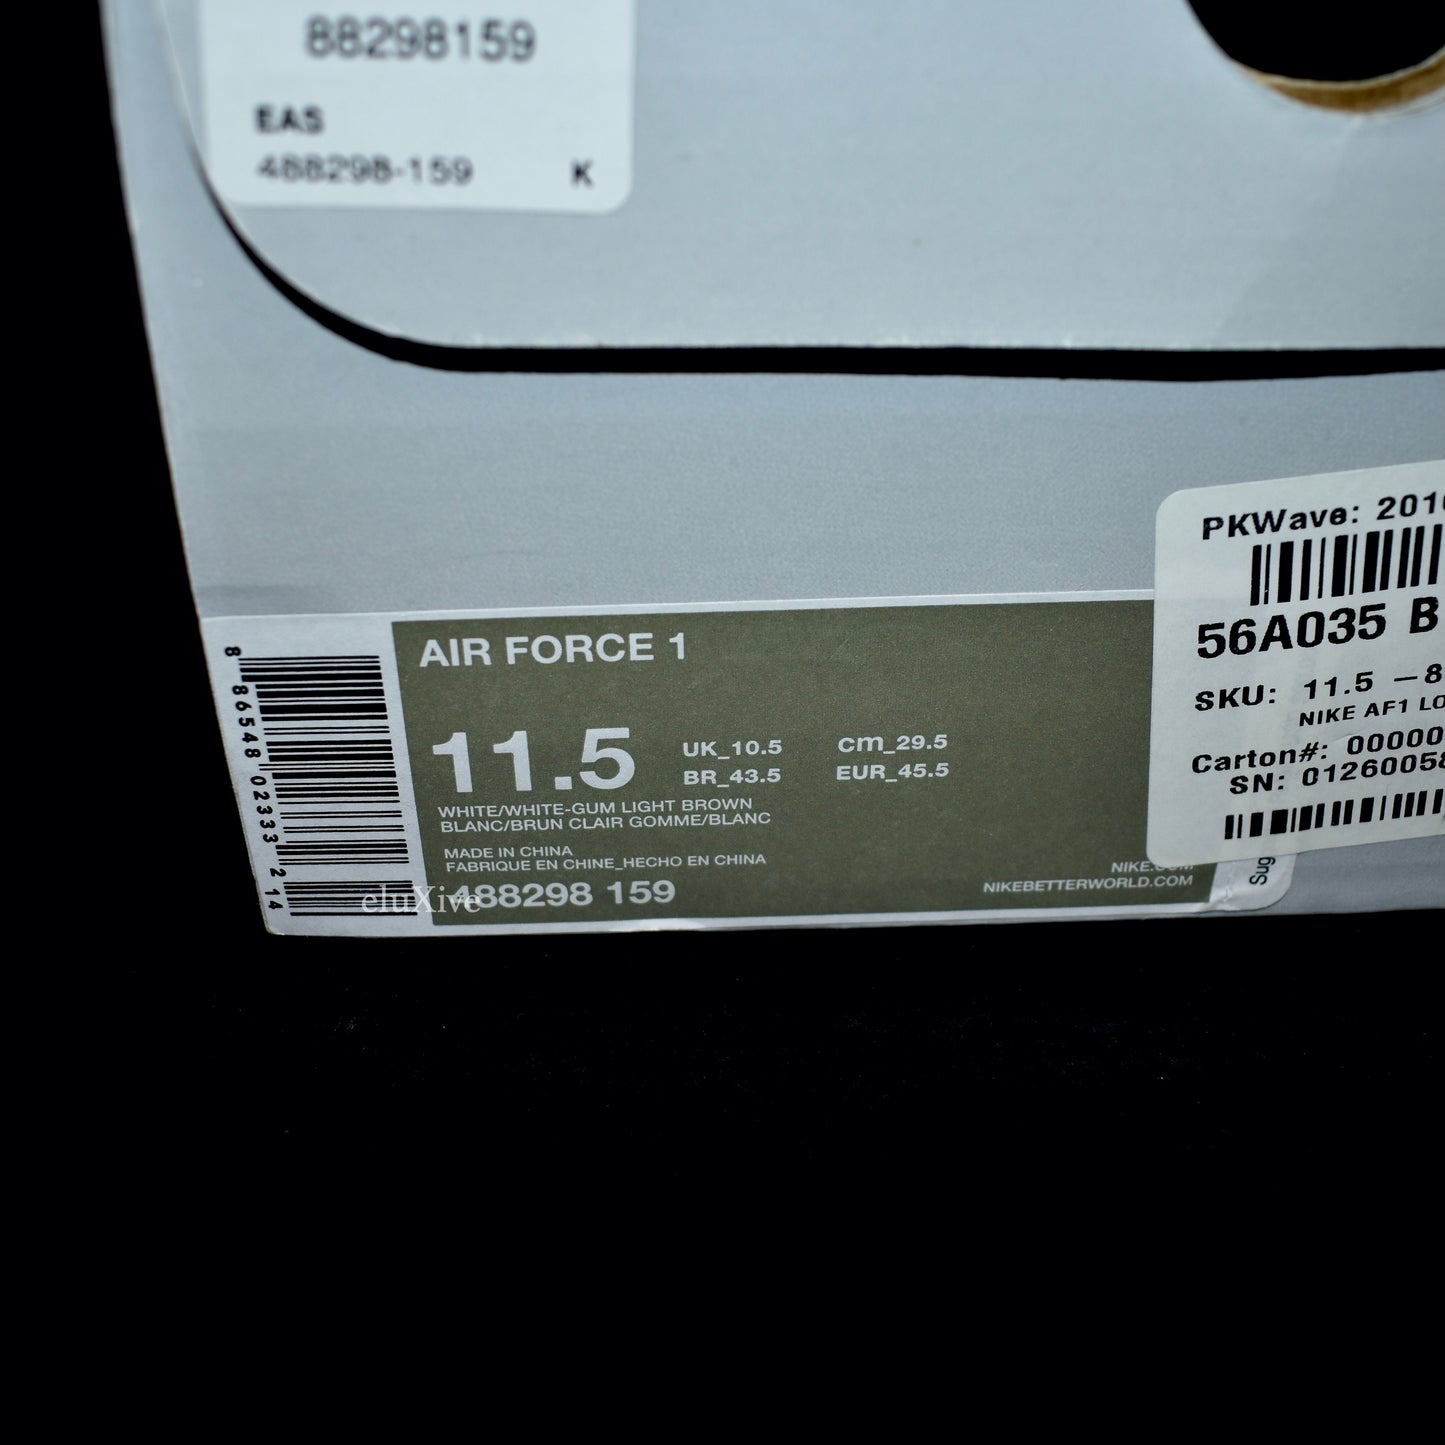 88298159
EAS
488298-159 K
AIR FORCE 1
11.5
UK_10.5 cm_29.5
BR_43.5 EUR_45.5
WHITE/WHITE-GUM LIGHT BROWN
BLANC/BRUN CLAIR GOMME/BLANC
MADE IN CHINA
FABRIQUE EN CHINE_HECHO EN CHINA
488298 159
NIKE.COM
NIKEBETTERWORLD.COM
8 86548 02333 2 14
eluXive
PKWave: 2010
56A035 B
SKU: 11.5 –8
NIKE AF1 LO
Carton#: 00000
SN: 01260058
Sug